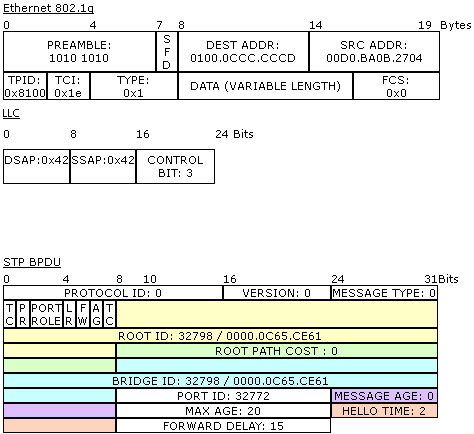 Ethernet 802.1q
0 4 7 8 14 19 Bytes
PREAMBLE: 1010 1010
S F D
DEST ADDR: 0100.0CCC.CCCD
SRC ADDR: 00D0.BA0B.2704
TPID: 0x8100
TCI: 0x1e
TYPE: 0x1
DATA (VARIABLE LENGTH)
FCS: 0x0
LLC
0 8 16 24 Bits
DSAP:0x42
SSAP:0x42
CONTROL BIT: 3
STP BPDU
0 4 8 10 16 24 31Bits
PROTOCOL ID: 0
VERSION: 0
MESSAGE TYPE: 0
T C
P R
PORT ROLE
L R
F W
A G
T C
ROOT ID: 32798 / 0000.0C65.CE61
ROOT PATH COST : 0
BRIDGE ID: 32798 / 0000.0C65.CE61
PORT ID: 32772
MESSAGE AGE: 0
MAX AGE: 20
HELLO TIME: 2
FORWARD DELAY: 15